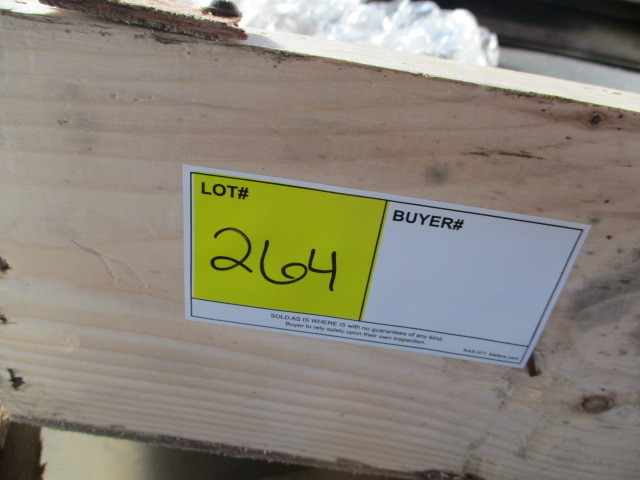 LOT#
BUYER#
264
SOLD AS IS WHERE IS with no guarantees of any kind.
Buyer to rely solely upon their own inspection.